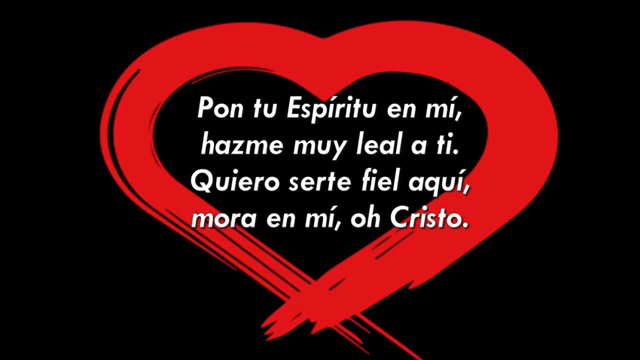 Pon tu Espíritu en mí,
hazme muy leal a ti.
Quiero serte fiel aquí,
mora en mí, oh Cristo.